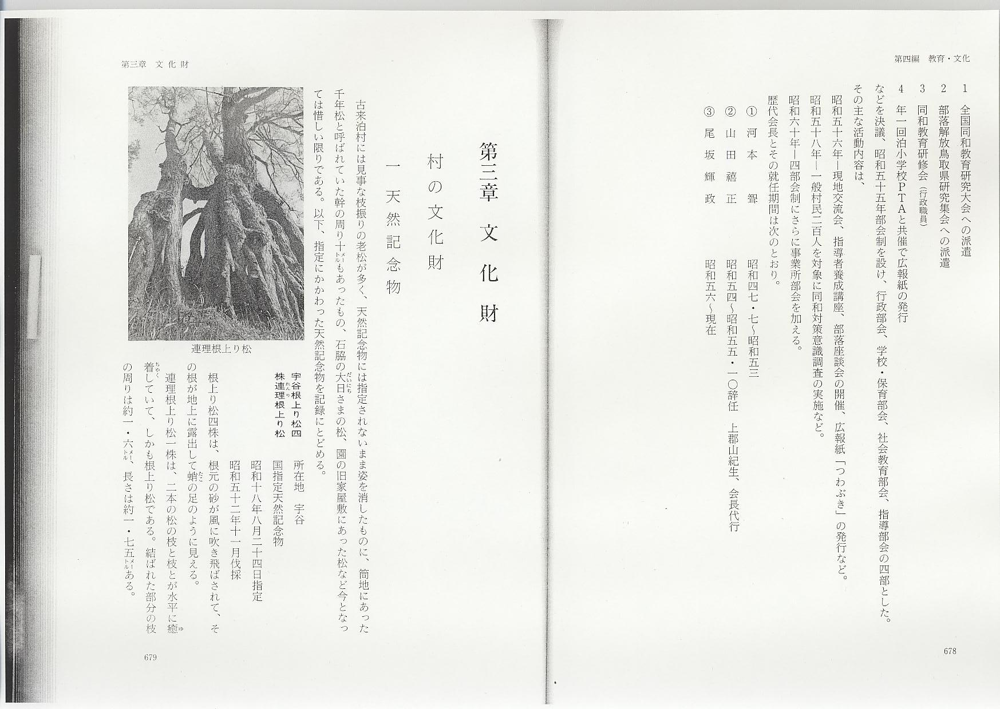 第四編　教育・文化
1　全国同和教育研究大会への派遣
2　部落解放鳥取県研究集会への派遣
3　同和教育研修会（行政職員）
4　年一回泊小学校ＰＴＡと共催で広報紙の発行
などを決議、昭和五十五年部会制を設け、行政部会、学校・保育部会、社会教育部会、指導部会の四部とした。
その主な活動内容は、
昭和五十六年―現地交流会、指導者養成講座、部落座談会の開催、広報紙「つわぶき」の発行など。
昭和五十八年―一般村民二百人を対象に同和対策意識調査の実施など。
昭和六十年―四部会制にさらに事業所部会を加える。
歴代会長とその就任期間は次のとおり。
①　河本　聟　昭和四七・七～昭和五三
②　山田禧正　昭和五四～昭和五五・一〇辞任　上郡山紀生、会長代行
③　尾坂輝政　昭和五六～現在
678
第三章　文化財
第三章　文化財
村の文化財
一　天然記念物
古来泊村には見事な枝振りの老松が多く、天然記念物には指定されないまま姿を消したものに、筒地にあった
千年松と呼ばれていた幹の周り十メートルもあったもの、石脇の大日さまの松、園の旧家屋敷にあった松など今となっ
だいにち
ては惜しい限りである。以下、指定にかかわった天然記念物を記録にとどめる。
連理根上り松
宇谷根上り松四
株連理根上り松
れんり
所在地　宇谷
国指定天然記念物
昭和十八年八月二十四日指定
昭和五十二年十一月伐採
根上り松四株は、根元の砂が風に吹き飛ばされて、そ
の根が地上に露出して蛸の足のように見える。
たこ
連理根上り松一株は、二本の松の枝と枝とが水平に癒
ゆ
着していて、しかも根上り松である。結ばれた部分の枝
ちゃく
の周りは約一・六メートル、長さは約一・七五メートルある。
679